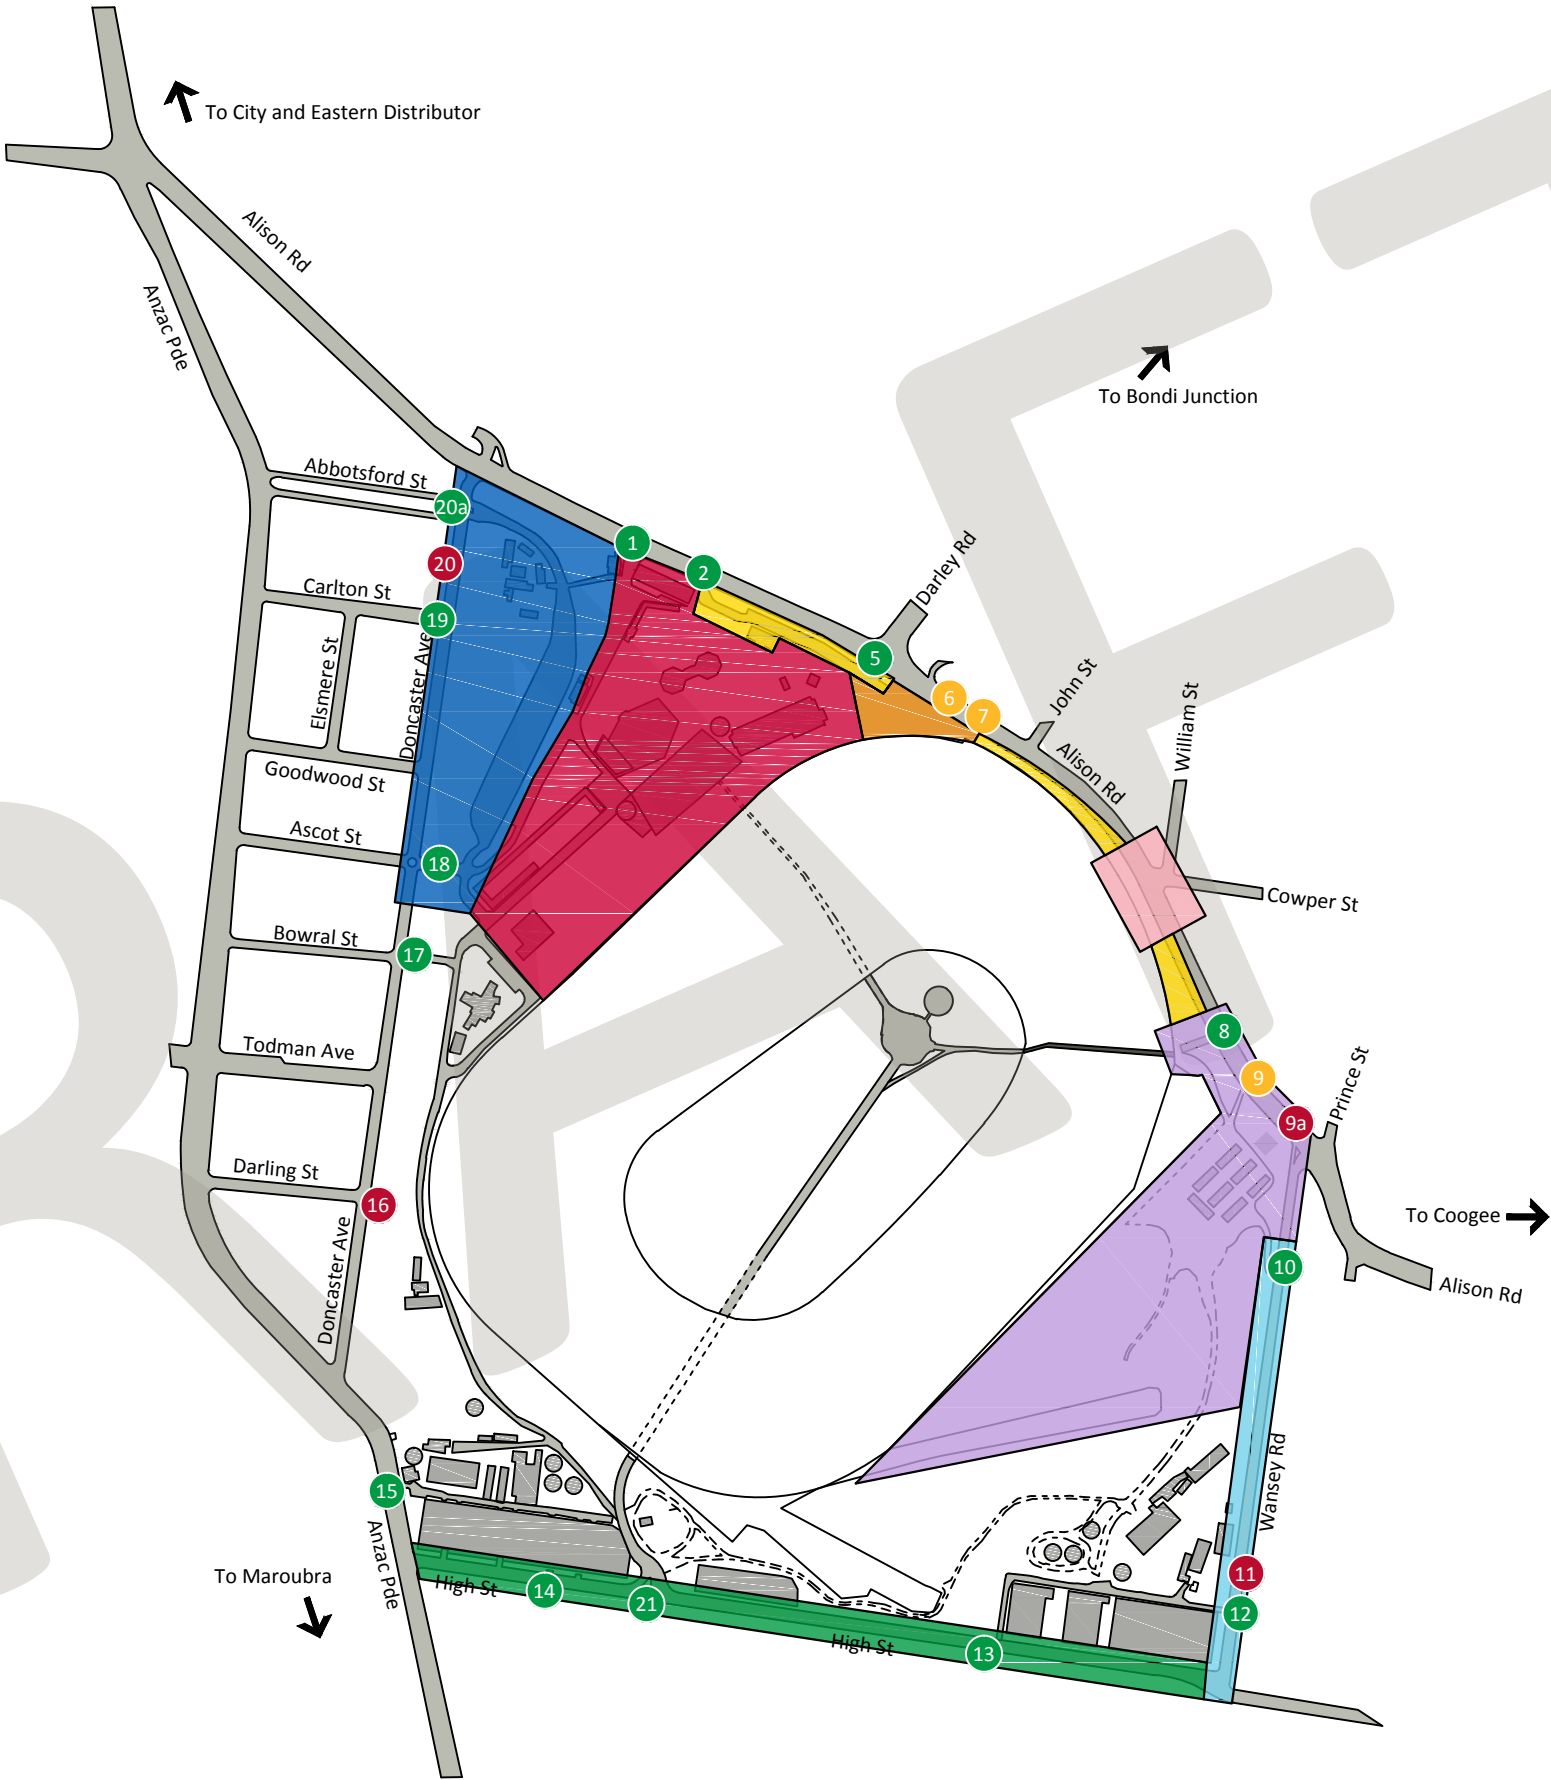 To City and Eastern Distributor
Alison Rd
Anzac Pde
To Bondi Junction
Abbotsford St
20a
1
20
2
Darley Rd
Carlton St
19
Elsmere St
Doncaster Ave
5
John St
6
7
William St
Alison Rd
Goodwood St
Ascot St
18
Cowper St
Bowral St
17
8
Todman Ave
9
Prince St
9a
Darling St
16
To Coogee
10
Doncaster Ave
Alison Rd
15
Wansey Rd
Anzac Pde
To Maroubra
High St
14
21
11
12
High St
13